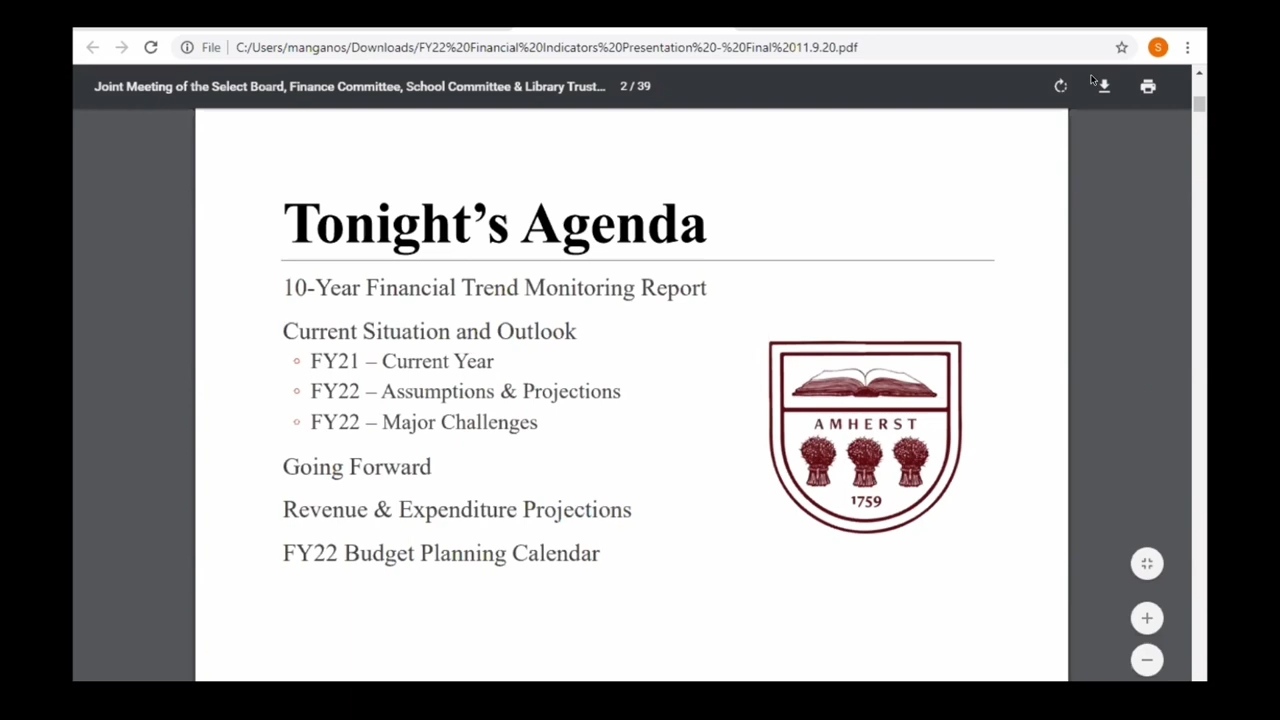 File
C:/Users/manganos/Downloads/FY22%20Financial%20Indicators%20Presentation%20-%20Final%2011.9.20.pdf
S
Joint Meeting of the Select Board, Finance Committee, School Committee & Library Trust...
2 / 39
Tonight’s Agenda
10-Year Financial Trend Monitoring Report
Current Situation and Outlook
FY21 – Current Year
FY22 – Assumptions & Projections
FY22 – Major Challenges
Going Forward
Revenue & Expenditure Projections
FY22 Budget Planning Calendar
AMHERST
1759